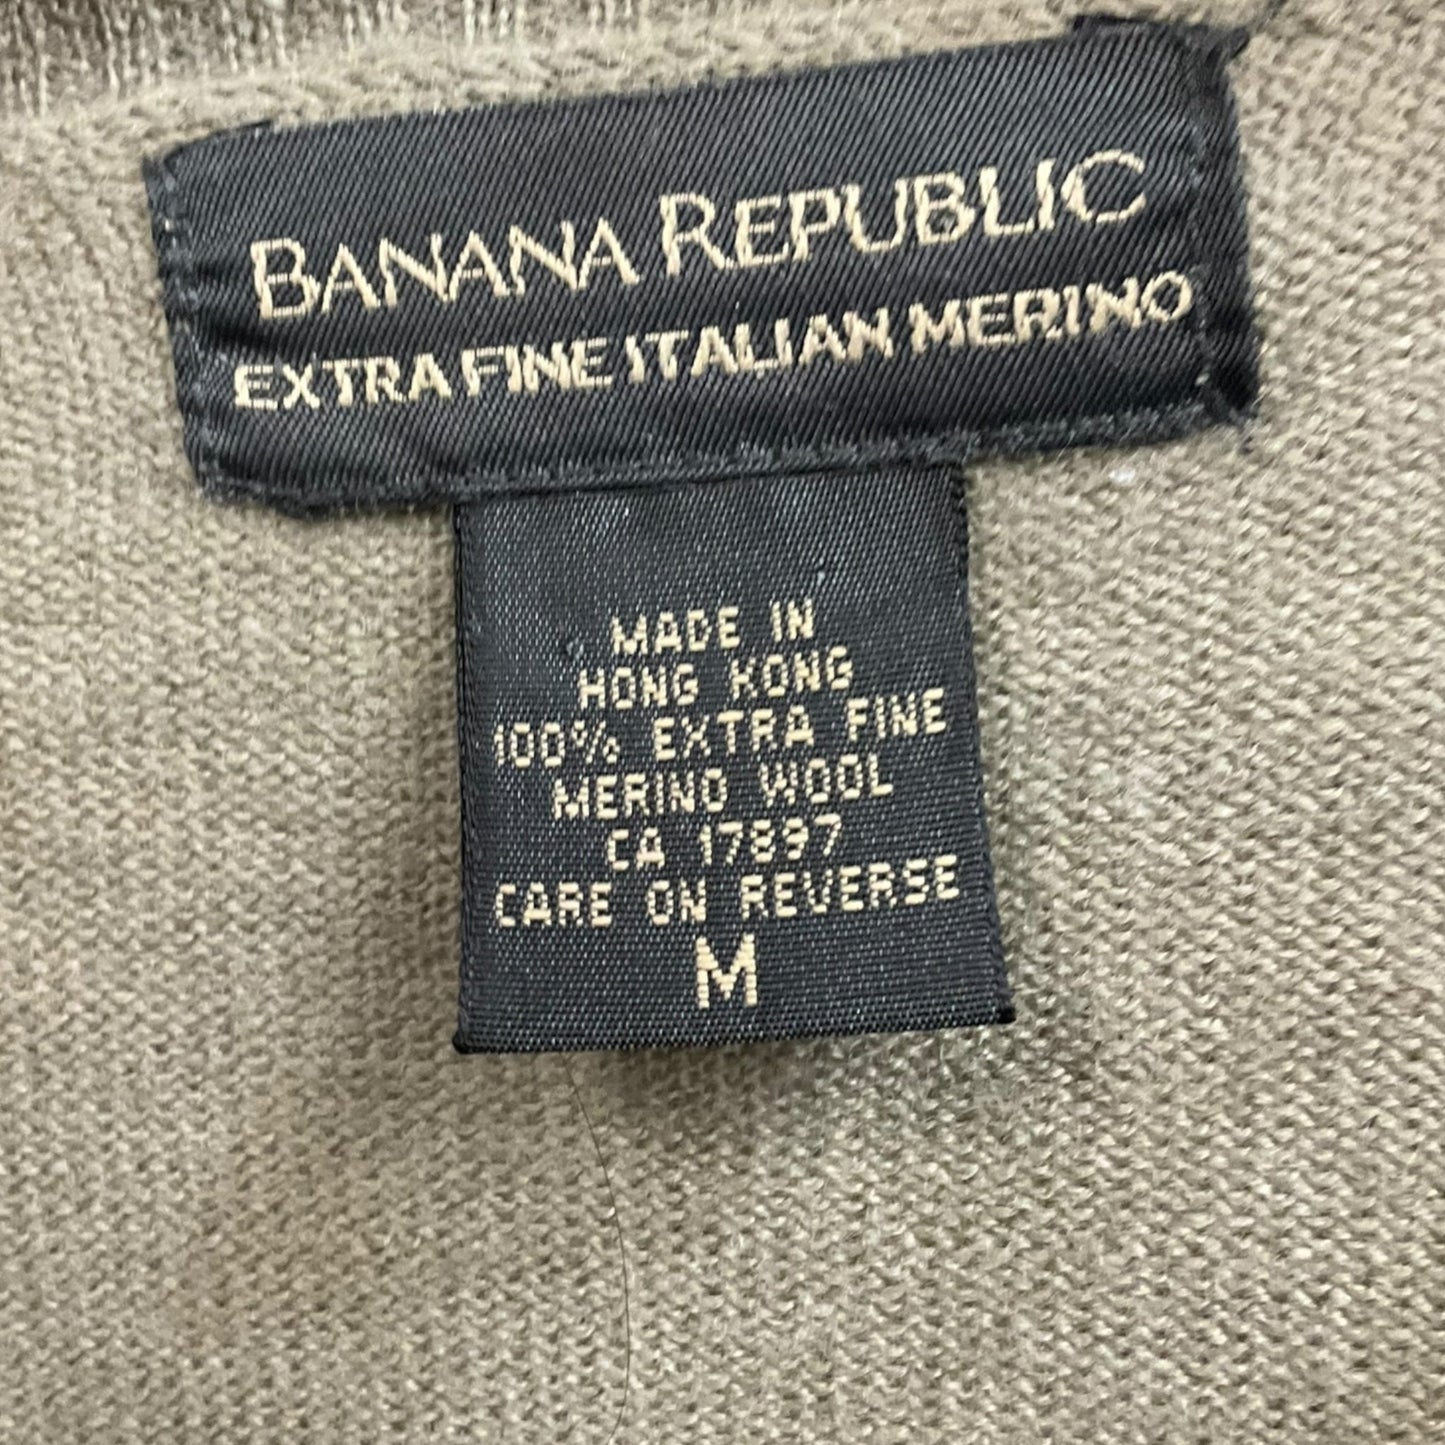 BANANA REPUBLIC
EXTRA FINE ITALIAN MERINO
MADE IN
HONG KONG
100% EXTRA FINE
MERINO WOOL
CA 17897
CARE ON REVERSE
M